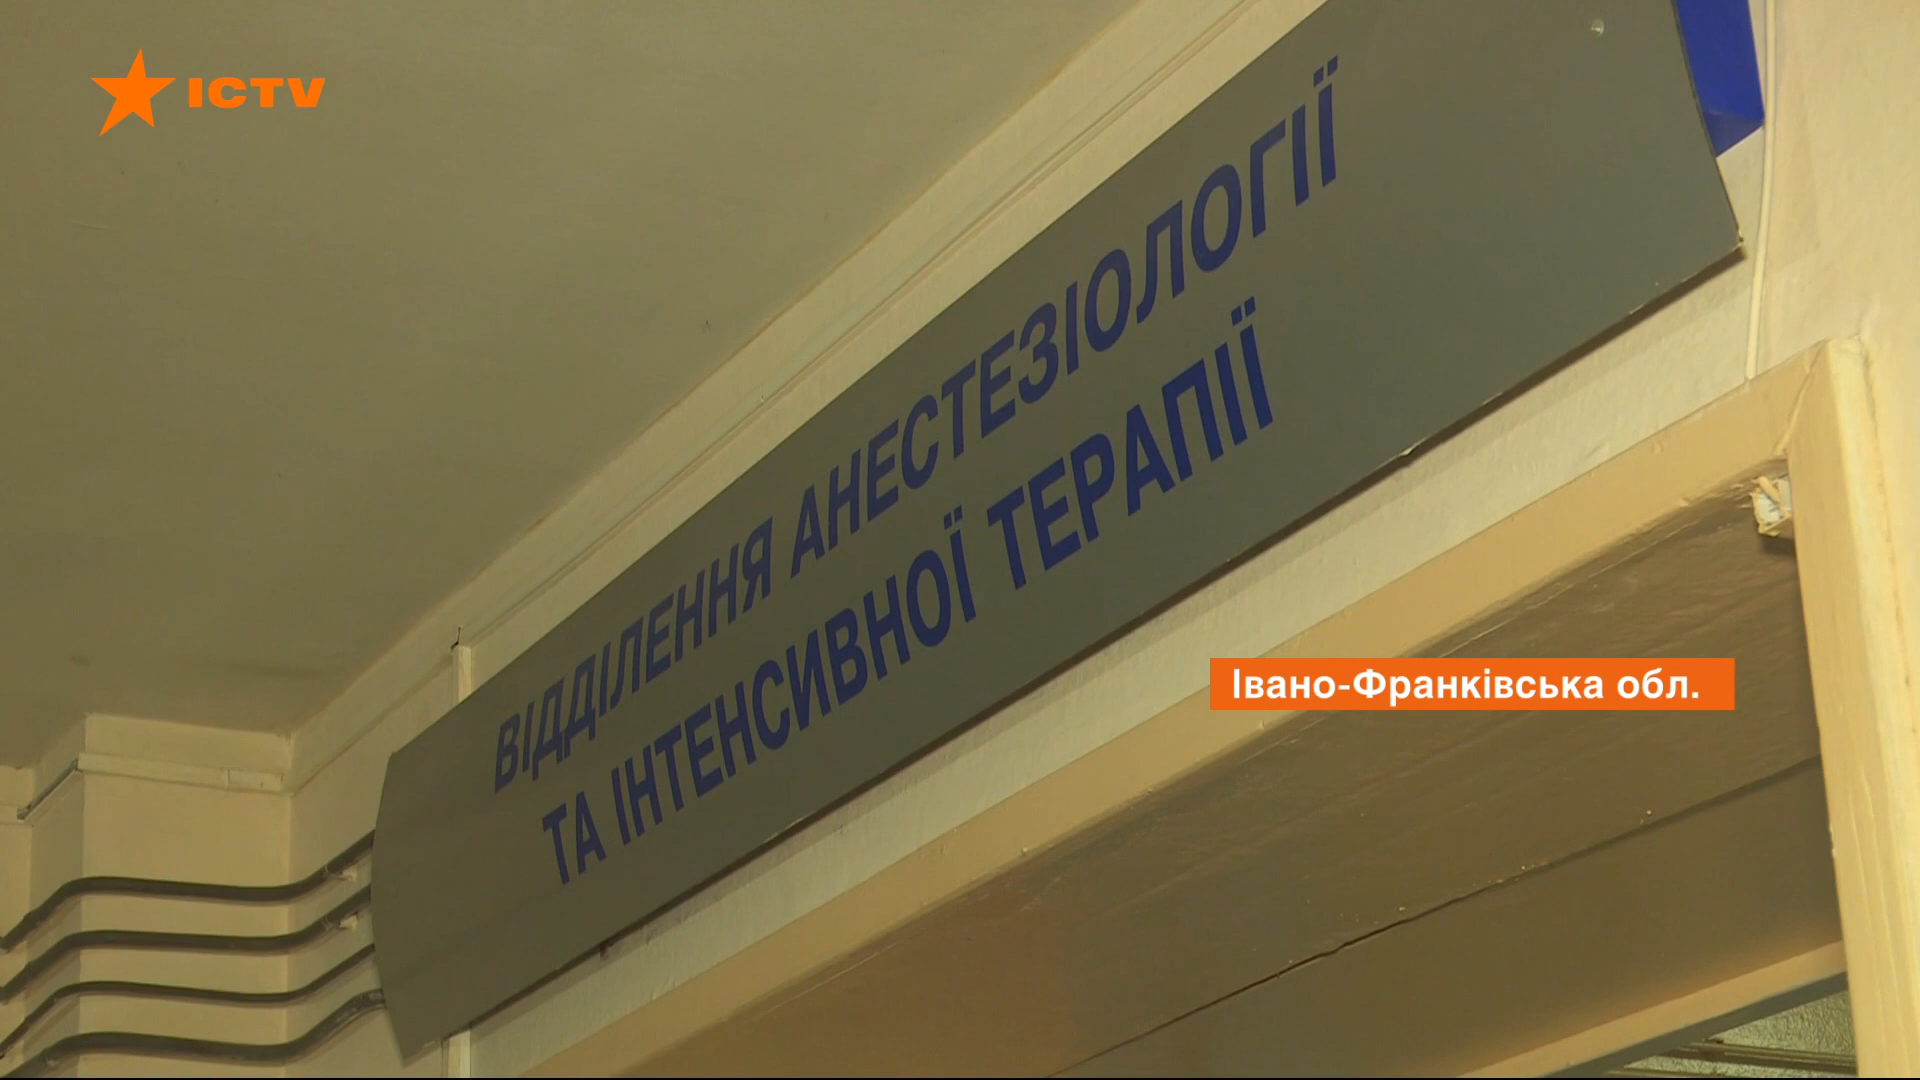 ICTV
ВІДДІЛЕННЯ АНЕСТЕЗІОЛОГІЇ
ТА ІНТЕНСИВНОЇ ТЕРАПІЇ
Івано-Франківська обл.